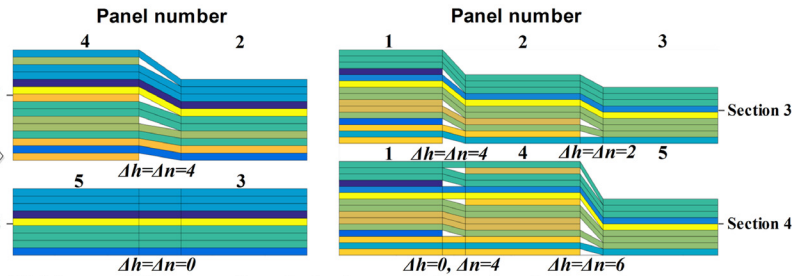 Panel number
4 2
Δh=Δn=4
5 3
Δh=Δn=0
Panel number
1 2 3
Section 3
Δh=Δn=4 Δh=Δn=2
1 4 5
Section 4
Δh=0, Δn=4 Δh=Δn=6